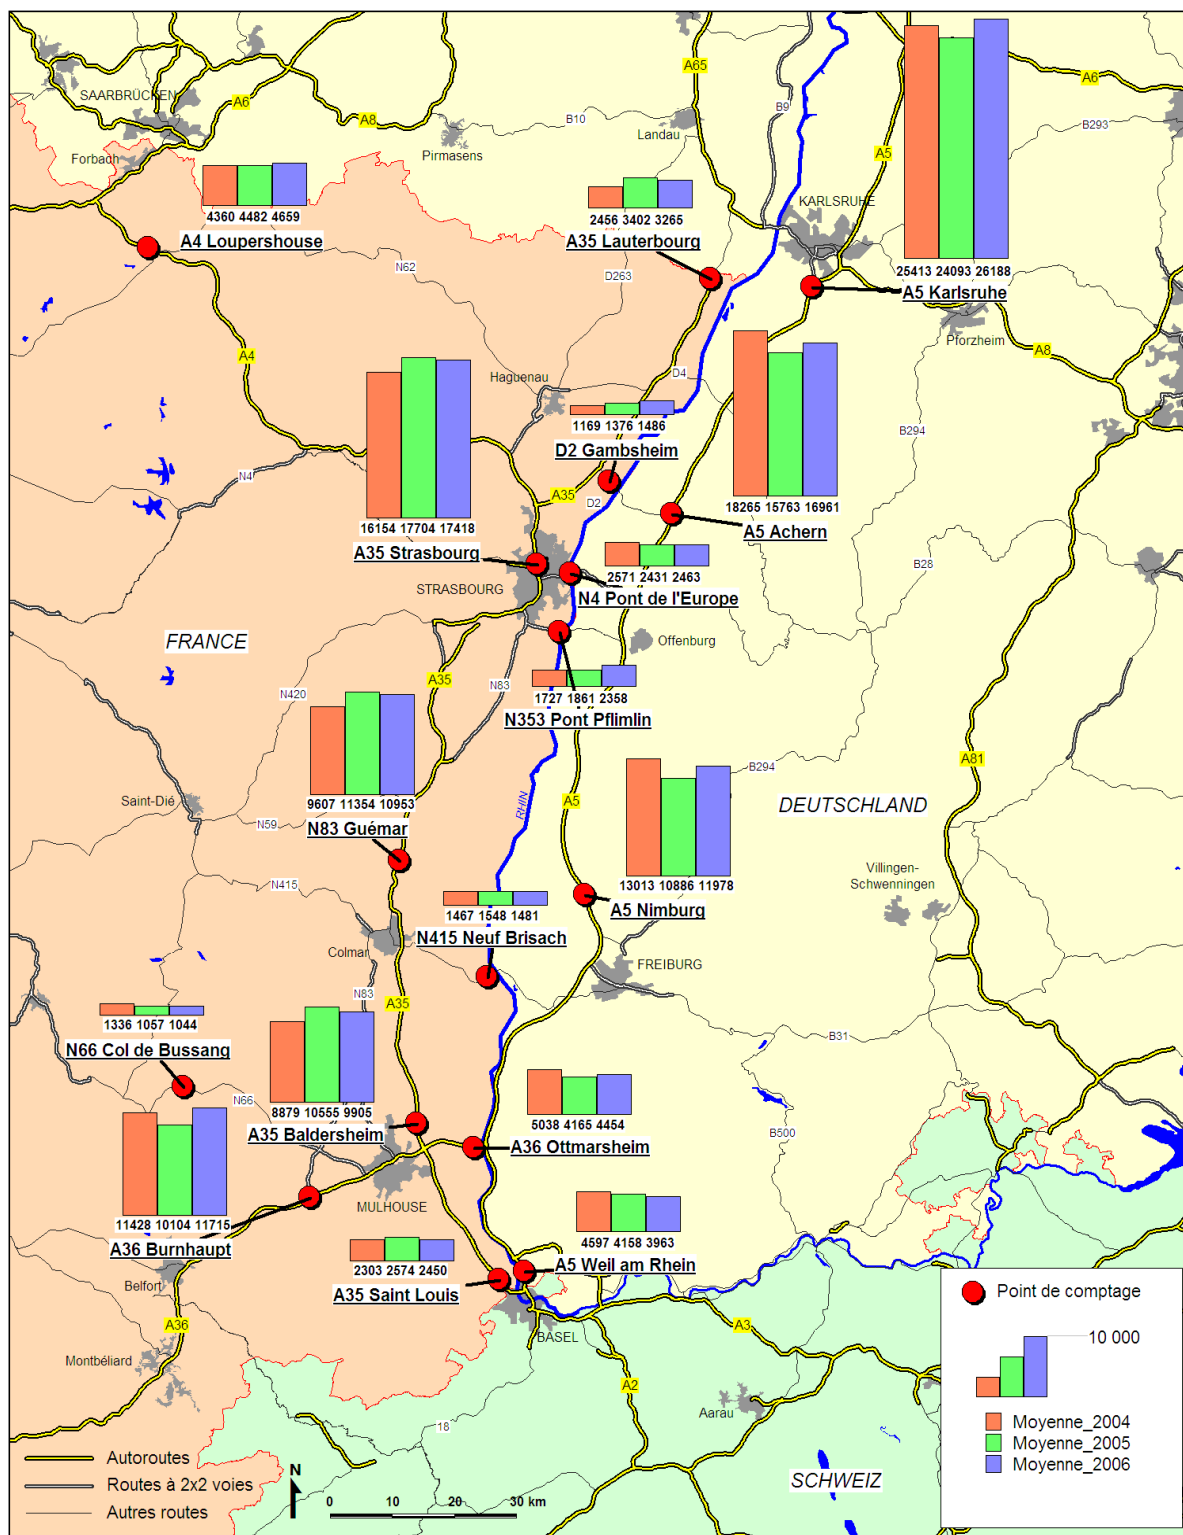 A65
A6
B9
SAARBRÜCKEN
A6
A8
B10
Landau
B293
A5
Forbach
Pirmasens
KARLSRUHE
4360 4482 4659
A4 Loupershouse
2456 3402 3265
A35 Lauterbourg
25413 24093 26188
A5 Karlsruhe
N62
D263
Pforzheim
A4
A8
Haguenau
D4
1169 1376 1486
D2 Gambsheim
B294
N4
A35
D2
18265 15763 16961
A5 Achern
16154 17704 17418
A35 Strasbourg
2571 2431 2463
N4 Pont de l'Europe
B28
STRASBOURG
FRANCE
Offenburg
A35
N83
N420
1727 1861 2358
N353 Pont Pflimlin
B294
A81
Saint-Dié
9607 11354 10953
N83 Guémar
N59
RHIN
A5
DEUTSCHLAND
13013 10886 11978
A5 Nimburg
Villingen-
Schwenningen
N415
1467 1548 1481
N415 Neuf Brisach
Colmar
FREIBURG
N83
A35
1336 1057 1044
N66 Col de Bussang
B31
N66
8879 10555 9905
A35 Baldersheim
5038 4165 4454
A36 Ottmarsheim
B500
MULHOUSE
11428 10104 11715
A36 Burnhaupt
4597 4158 3963
A5 Weil am Rhein
2303 2574 2450
A35 Saint Louis
Belfort
A36
BASEL
A3
Montbéliard
A2
Aarau
18
Point de comptage
10 000
Moyenne_2004
Moyenne_2005
Moyenne_2006
SCHWEIZ
Autoroutes
Routes à 2x2 voies
Autres routes
N
0 10 20 30 km